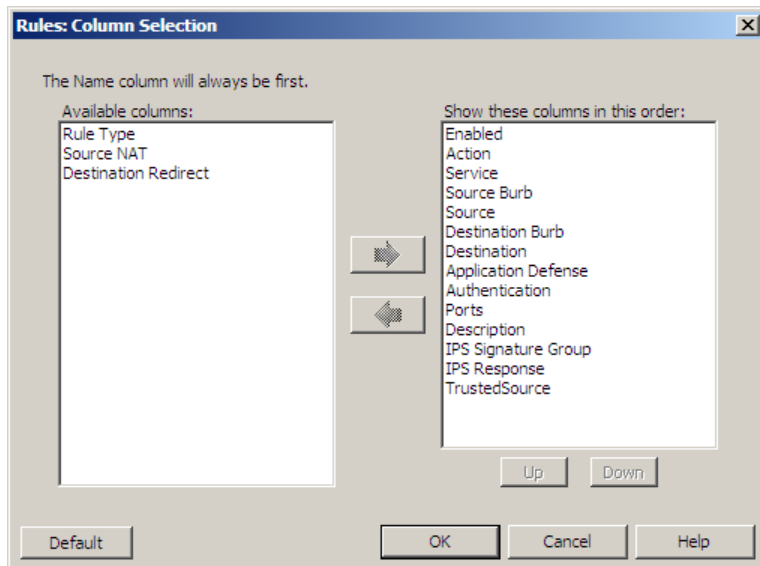 Rules: Column Selection
The Name column will always be first.
Available columns:
Rule Type
Source NAT
Destination Redirect
Show these columns in this order:
Enabled
Action
Service
Source Burb
Source
Destination Burb
Destination
Application Defense
Authentication
Ports
Description
IPS Signature Group
IPS Response
TrustedSource
Up
Down
Default
OK
Cancel
Help